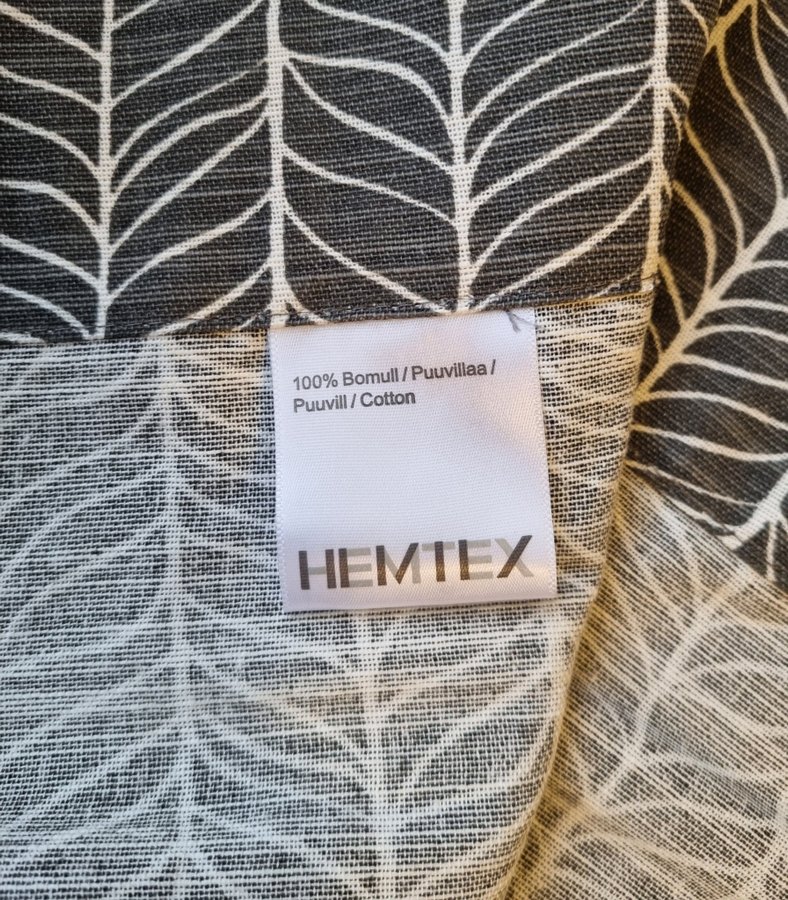 100% Bomull / Puuvillaa /
Puuvill / Cotton
HEMTEX